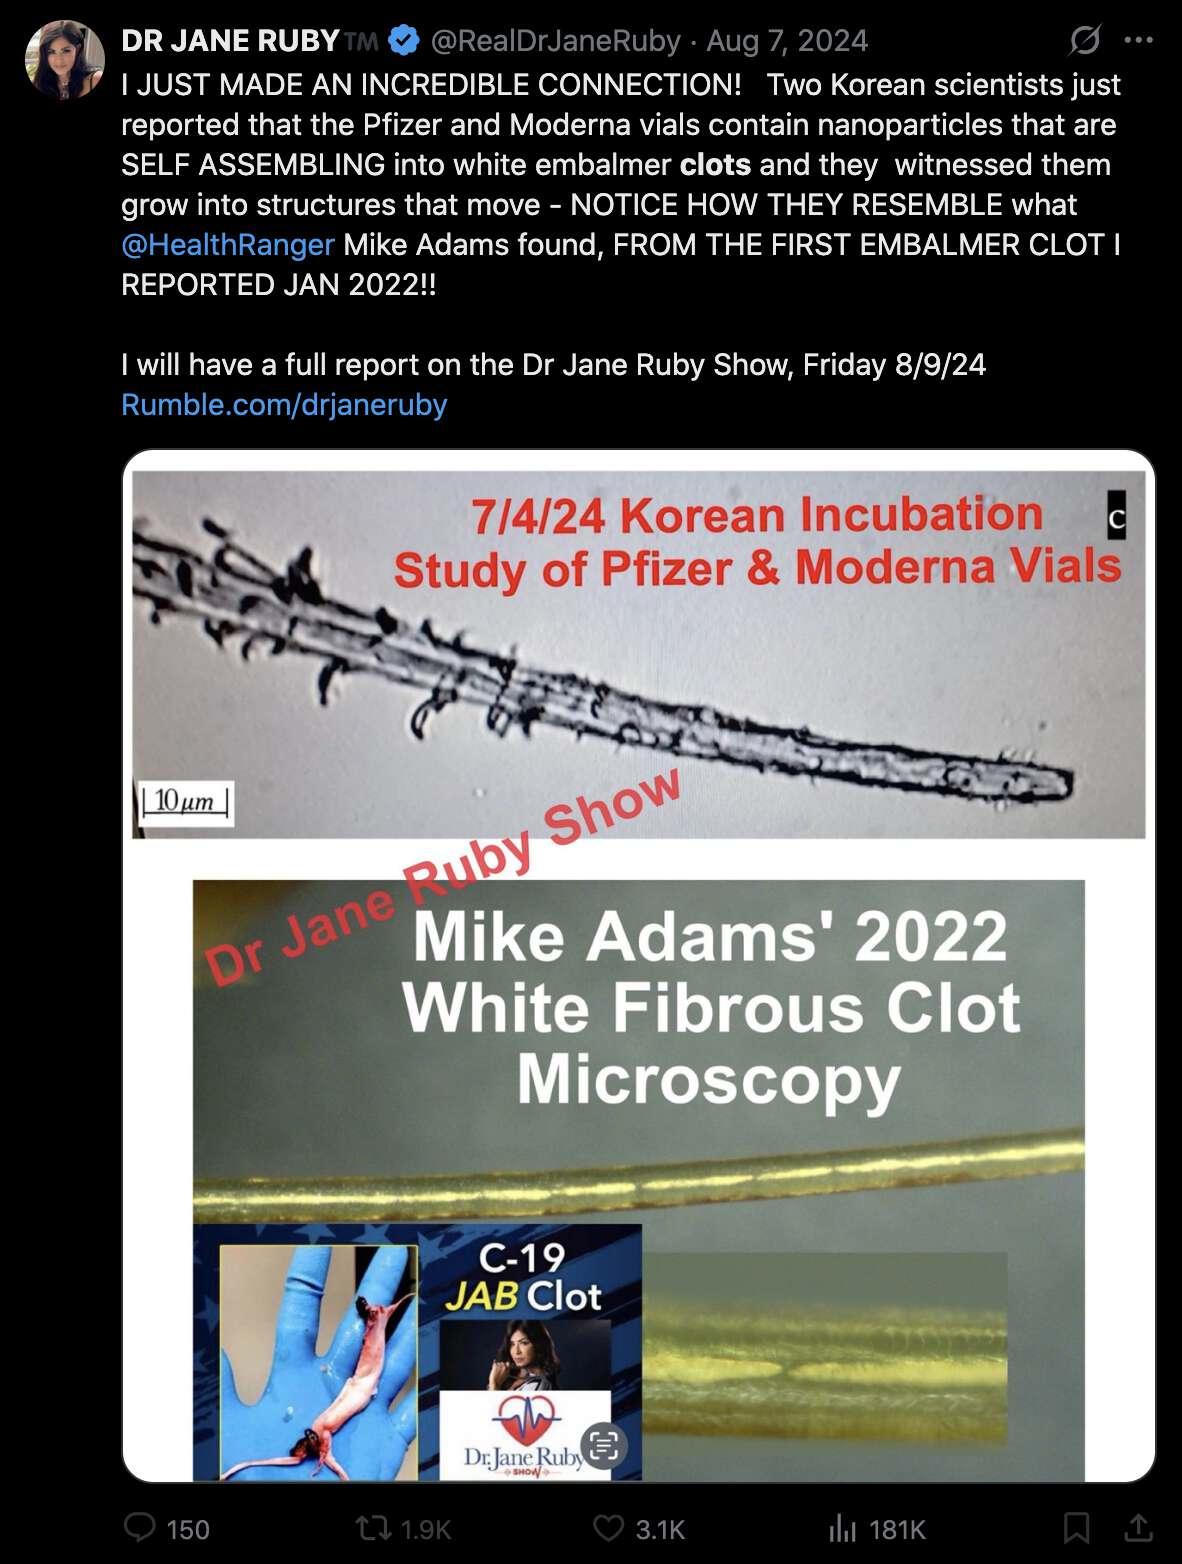 DR JANE RUBY™ @RealDrJaneRuby · Aug 7, 2024
I JUST MADE AN INCREDIBLE CONNECTION! Two Korean scientists just
reported that the Pfizer and Moderna vials contain nanoparticles that are
SELF ASSEMBLING into white embalmer clots and they witnessed them
grow into structures that move - NOTICE HOW THEY RESEMBLE what
@HealthRanger Mike Adams found, FROM THE FIRST EMBALMER CLOT I
REPORTED JAN 2022!!
I will have a full report on the Dr Jane Ruby Show, Friday 8/9/24
Rumble.com/drjaneruby
7/4/24 Korean Incubation
Study of Pfizer & Moderna Vials
C
10µm
Dr Jane Ruby Show
Mike Adams' 2022
White Fibrous Clot
Microscopy
C-19
JAB Clot
Dr. Jane Ruby
SHOW
150 1.9K 3.1K 181K